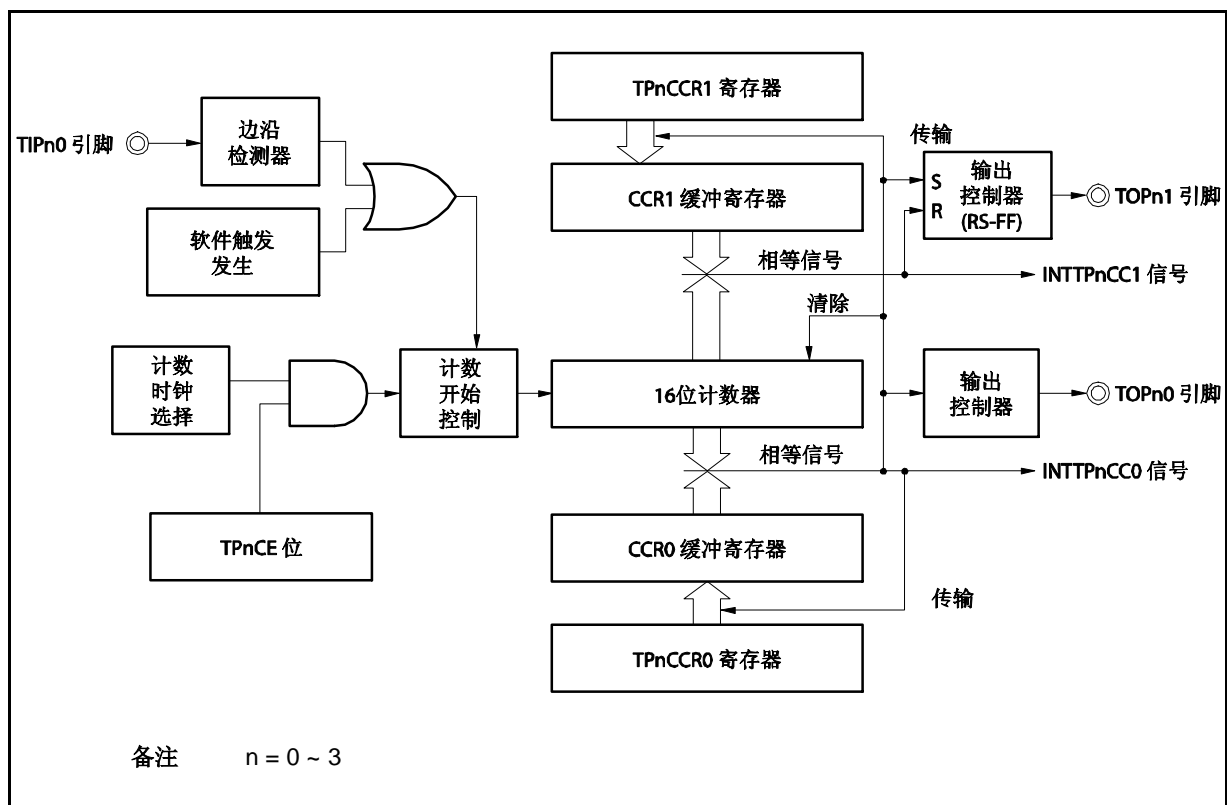 TPnCCR1 寄存器
TIPn0 引脚
边沿
检测器
传输
CCR1 缓冲寄存器
S
R
输出
控制器
(RS-FF)
TOPn1 引脚
软件触发
发生
相等信号
INTTPnCC1 信号
清除
计数
时钟
选择
计数
开始
控制
16位计数器
输出
控制器
TOPn0 引脚
相等信号
INTTPnCC0 信号
TPnCE 位
CCR0 缓冲寄存器
传输
TPnCCR0 寄存器
备注 n = 0 ~ 3